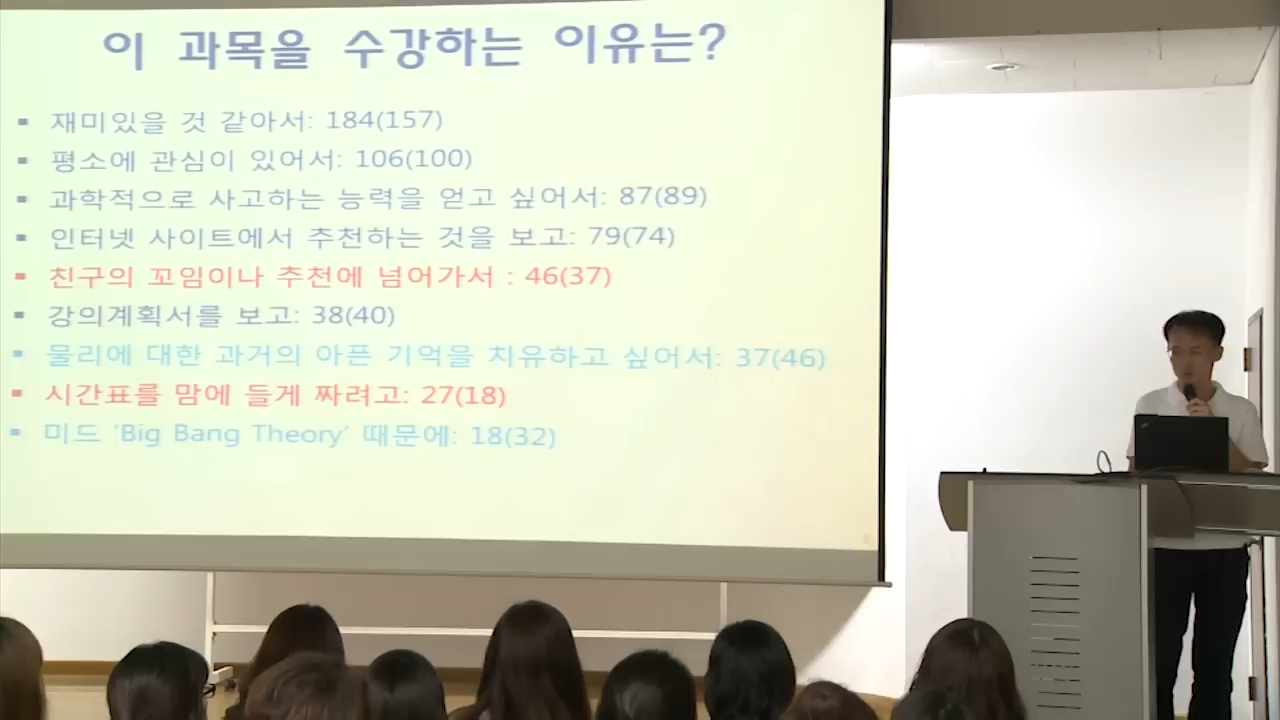 이 과목을 수강하는 이유는?
▪ 재미있을 것 같아서: 184(157)
▪ 평소에 관심이 있어서: 106(100)
▪ 과학적으로 사고하는 능력을 얻고 싶어서: 87(89)
▪ 인터넷 사이트에서 추천하는 것을 보고: 79(74)
▪ 친구의 꼬임이나 추천에 넘어가서 : 46(37)
▪ 강의계획서를 보고: 38(40)
▪ 물리에 대한 과거의 아픈 기억을 치유하고 싶어서: 37(46)
▪ 시간표를 맘에 들게 짜려고: 27(18)
▪ 미드 ‘Big Bang Theory’ 때문에: 18(32)